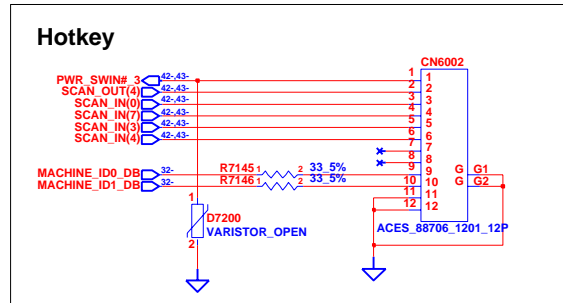 Hotkey
CN6002
PWR_SWIN#_3 42-,43- 1 1
SCAN_OUT(4) 42-,43- 2 2
SCAN_IN(0) 42-,43- 3 3
SCAN_IN(7) 42-,43- 4 4
SCAN_IN(3) 42-,43- 5 5
SCAN_IN(4) 42-,43- 6 6
7 7
8 8
MACHINE_ID0_DB 32- R7145 1 2 33_5% 9 9 G G1
MACHINE_ID1_DB 32- R7146 1 2 33_5% 10 10 G G2
11 11
12 12
1
D7200
VARISTOR_OPEN
2
ACES_88706_1201_12P